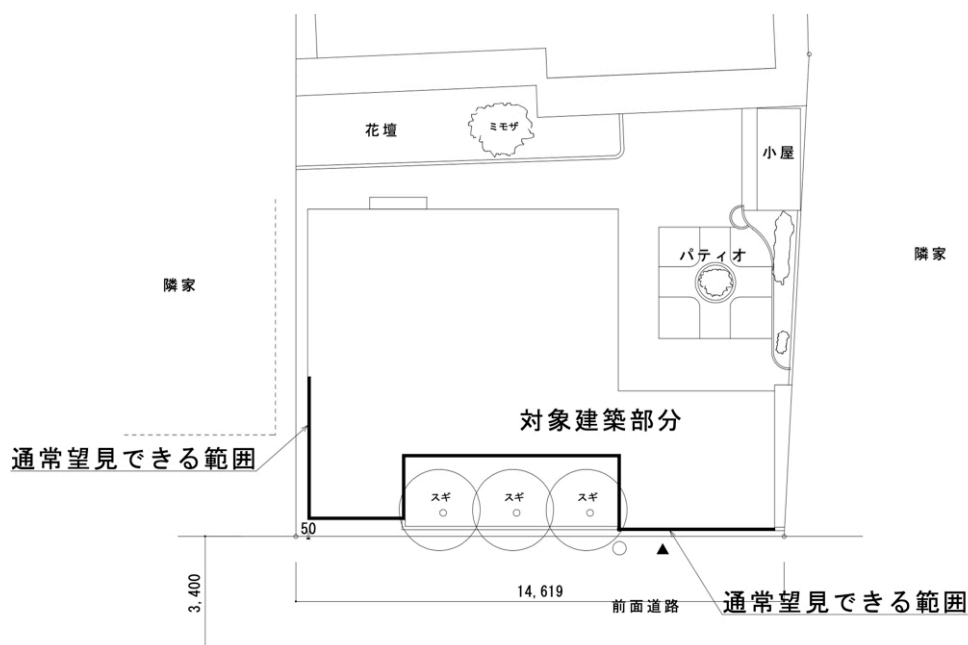 花壇
ミモザ
小屋
パティオ
隣家
隣家
対象建築部分
通常望見できる範囲
スギ
スギ
スギ
50
3,400
14,619
前面道路
通常望見できる範囲